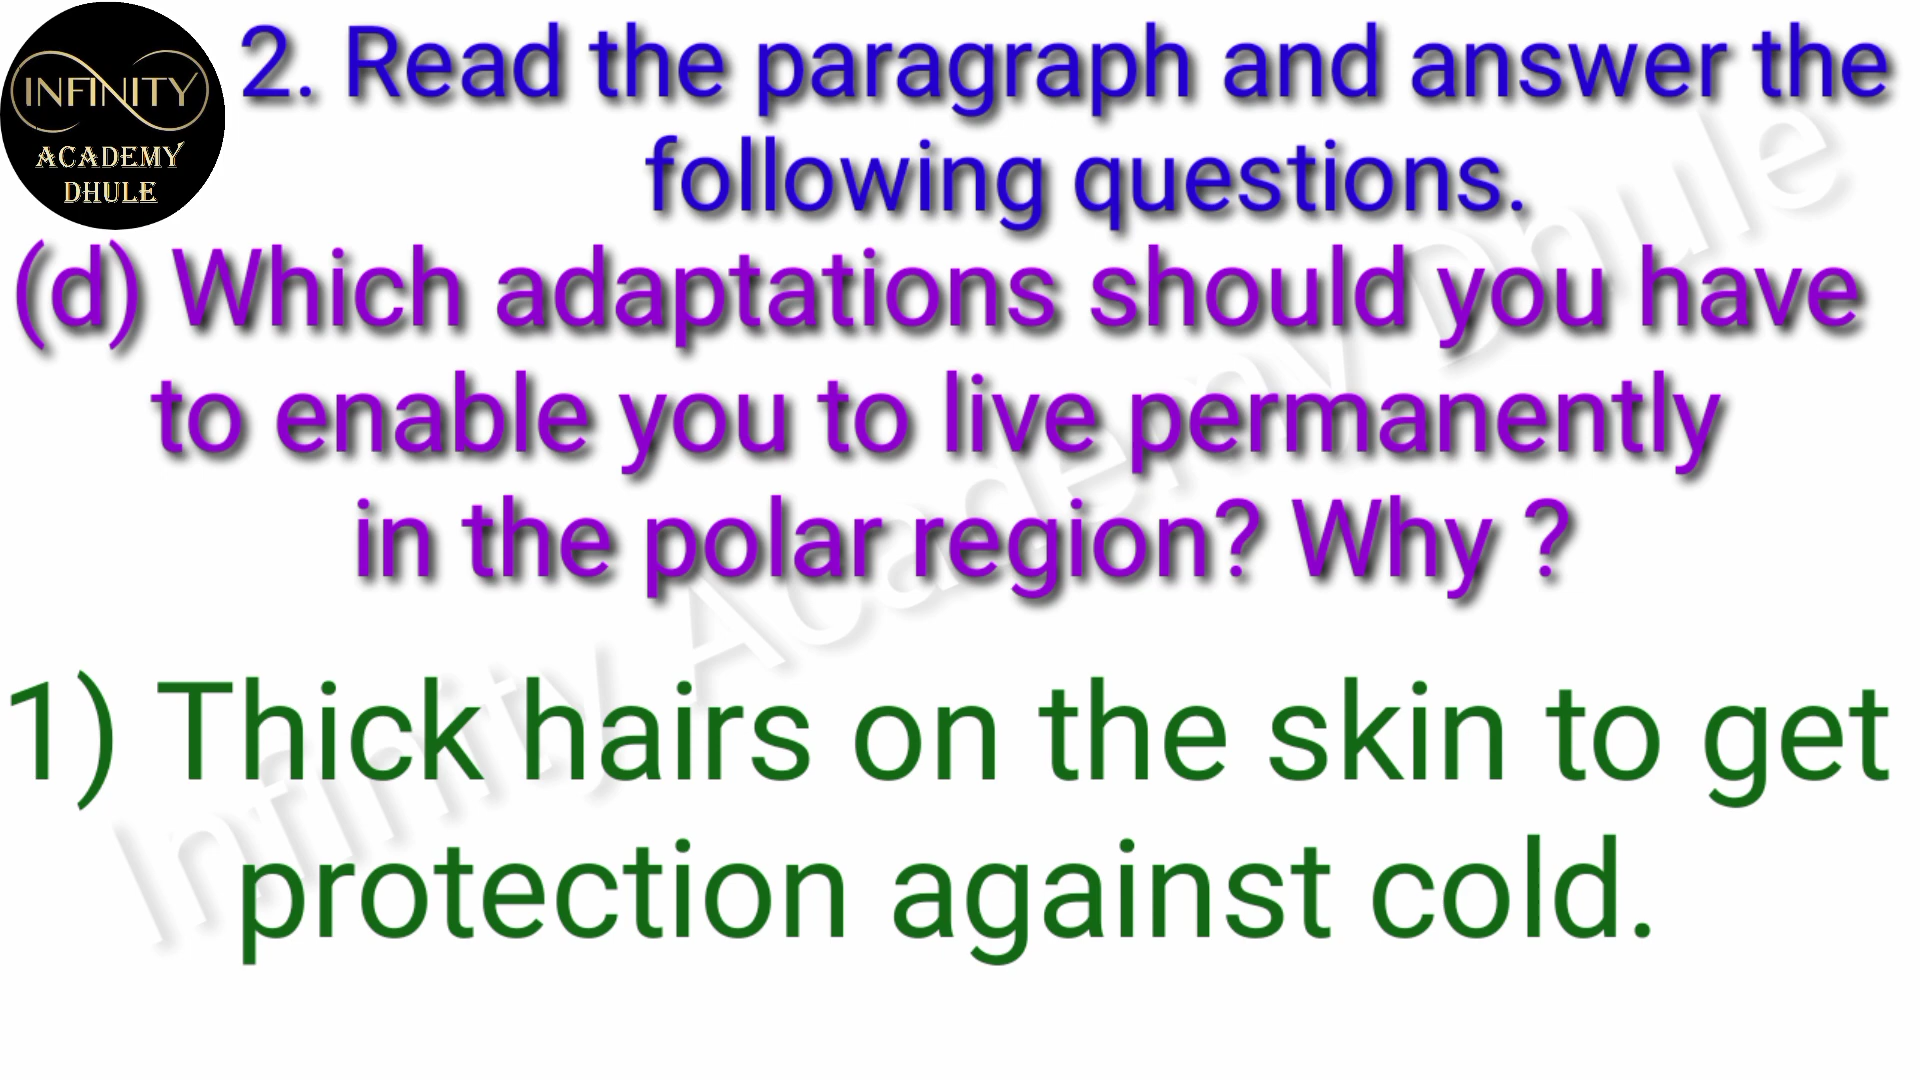 INFINITY
ACADEMY
DHULE
2. Read the paragraph and answer the
following questions.
(d) Which adaptations should you have
to enable you to live permanently
in the polar region? Why ?
1) Thick hairs on the skin to get
protection against cold.
Infinity Academy Dhule